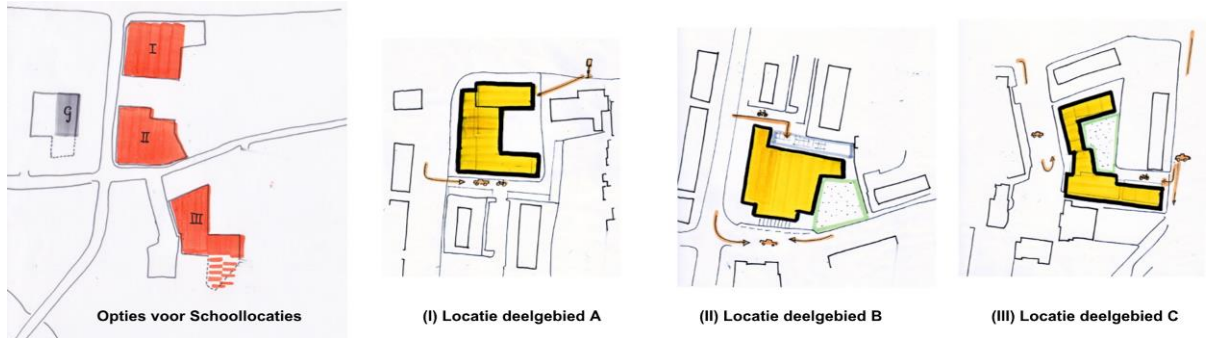 I
II
III
g
Opties voor Schoollocaties
(I) Locatie deelgebied A
(II) Locatie deelgebied B
(III) Locatie deelgebied C